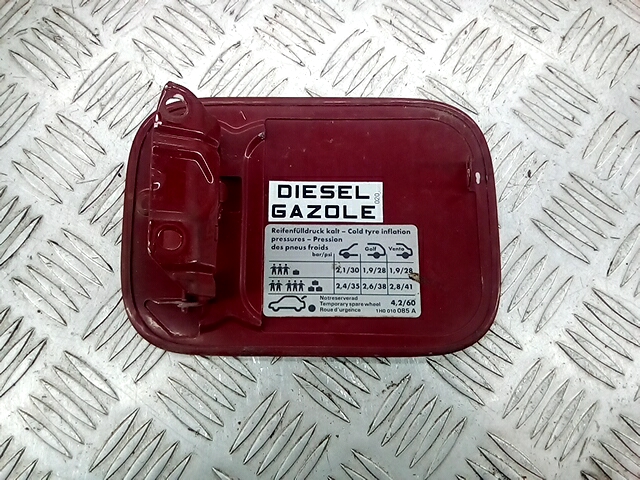 DIESEL
GAZOLE
020
Reifenfülldruck kalt – Cold tyre inflation
pressures – Pression
des pneus froids
Golf Vento
bar/psi
2,1/30 1,9/28 1,9/28
2,4/35 2,6/38 2,8/41
Notreserverad
Temporary spare wheel 4,2/60
Roue d'urgence 1H0 010 085 A